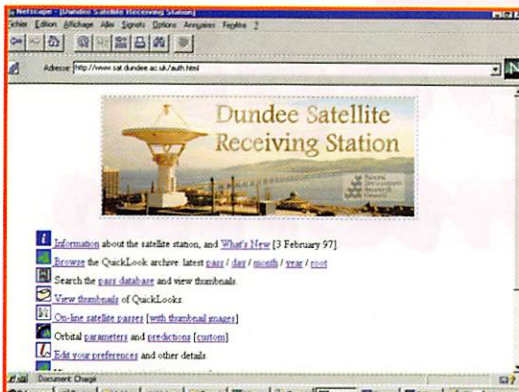 Netscape - [Dundee Satellite Receiving Station]
Fichier Edition Affichage Aller Signets Options Annuaires Fenêtre ?
Adresse: http://www.sat.dundee.ac.uk/auth.html
N
Dundee Satellite
Receiving Station
Information about the satellite station, and What's New [3 February 97]
Browse the QuickLook archive: latest pass / day / month / year / root
Search the pass database and view thumbnails.
View thumbnails of QuickLooks.
On-line satellite passes [with thumbnail images]
Orbital parameters and predictions [custom].
Edit your preferences and other details.
Document: Chargé